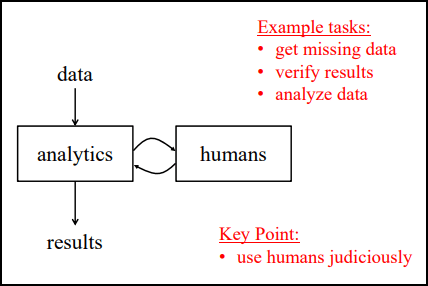 Example tasks:
• get missing data
• verify results
• analyze data
data
analytics
humans
results
Key Point:
• use humans judiciously